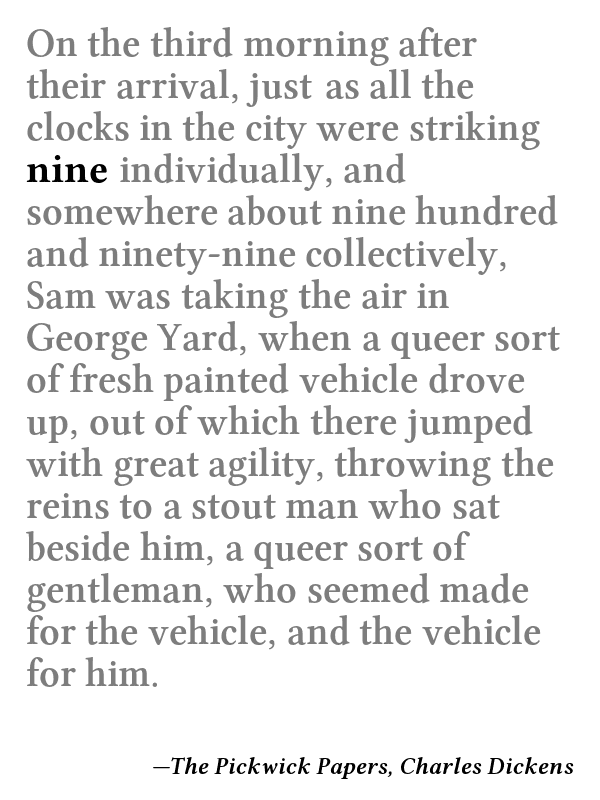 On the third morning after
their arrival, just as all the
clocks in the city were striking
nine individually, and
somewhere about nine hundred
and ninety-nine collectively,
Sam was taking the air in
George Yard, when a queer sort
of fresh painted vehicle drove
up, out of which there jumped
with great agility, throwing the
reins to a stout man who sat
beside him, a queer sort of
gentleman, who seemed made
for the vehicle, and the vehicle
for him.
—The Pickwick Papers, Charles Dickens